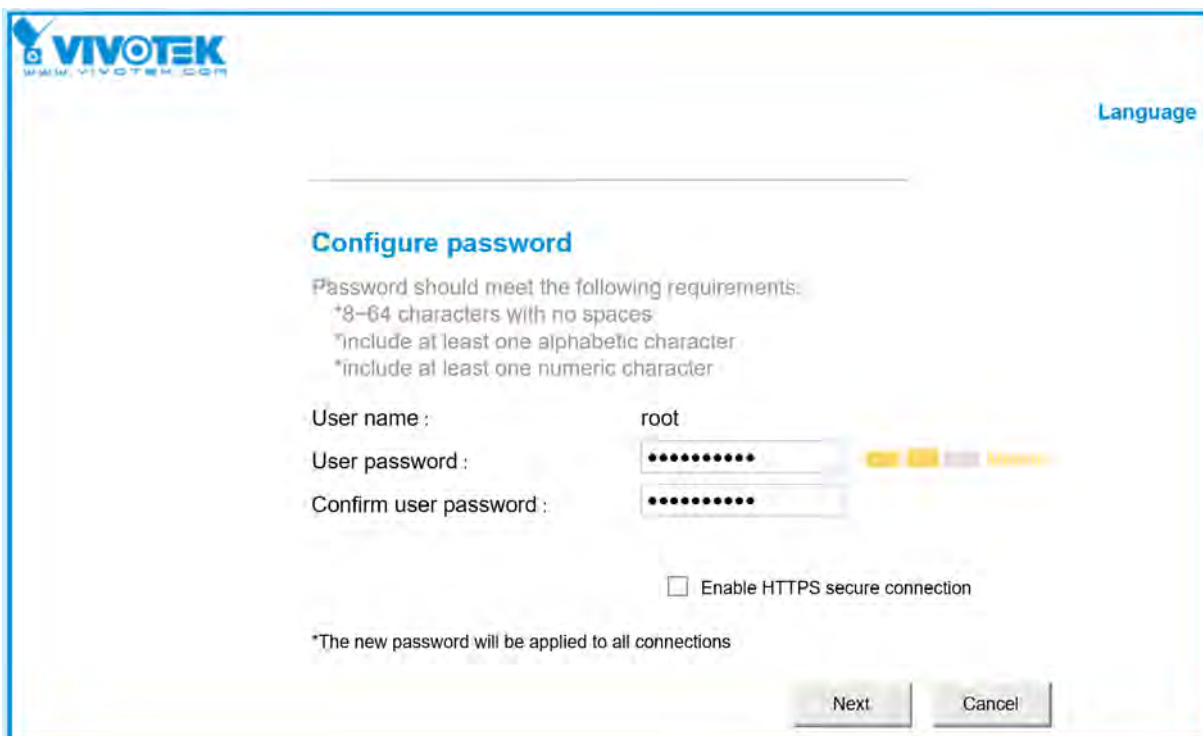 VIVOTEK
www.vivotek.com
Language
Configure password
Password should meet the following requirements:
*8-64 characters with no spaces
*include at least one alphabetic character
*include at least one numeric character
User name : root
User password : ••••••••••
Confirm user password : ••••••••••
Enable HTTPS secure connection
*The new password will be applied to all connections
Next Cancel